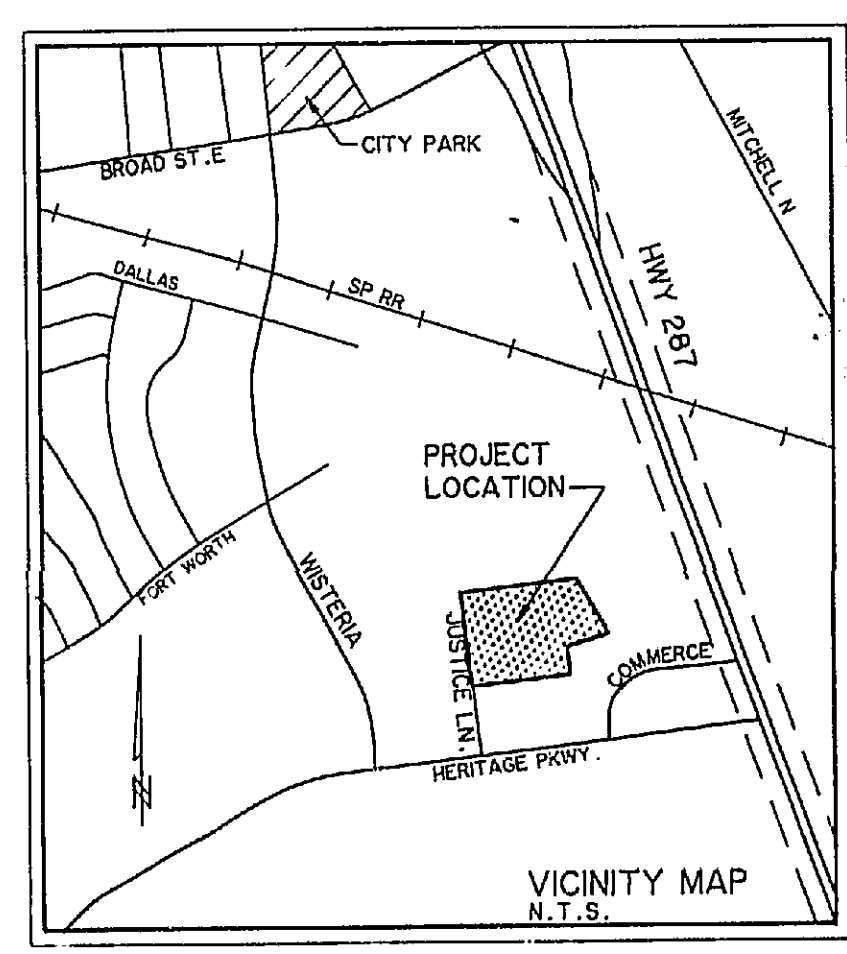 CITY PARK
BROAD ST.E
MITCHELL N
DALLAS
SP RR
HWY 287
PROJECT
LOCATION
FORT WORTH
WISTERIA
JUSTICE LN.
COMMERCE
HERITAGE PKWY.
N
VICINITY MAP
N.T.S.